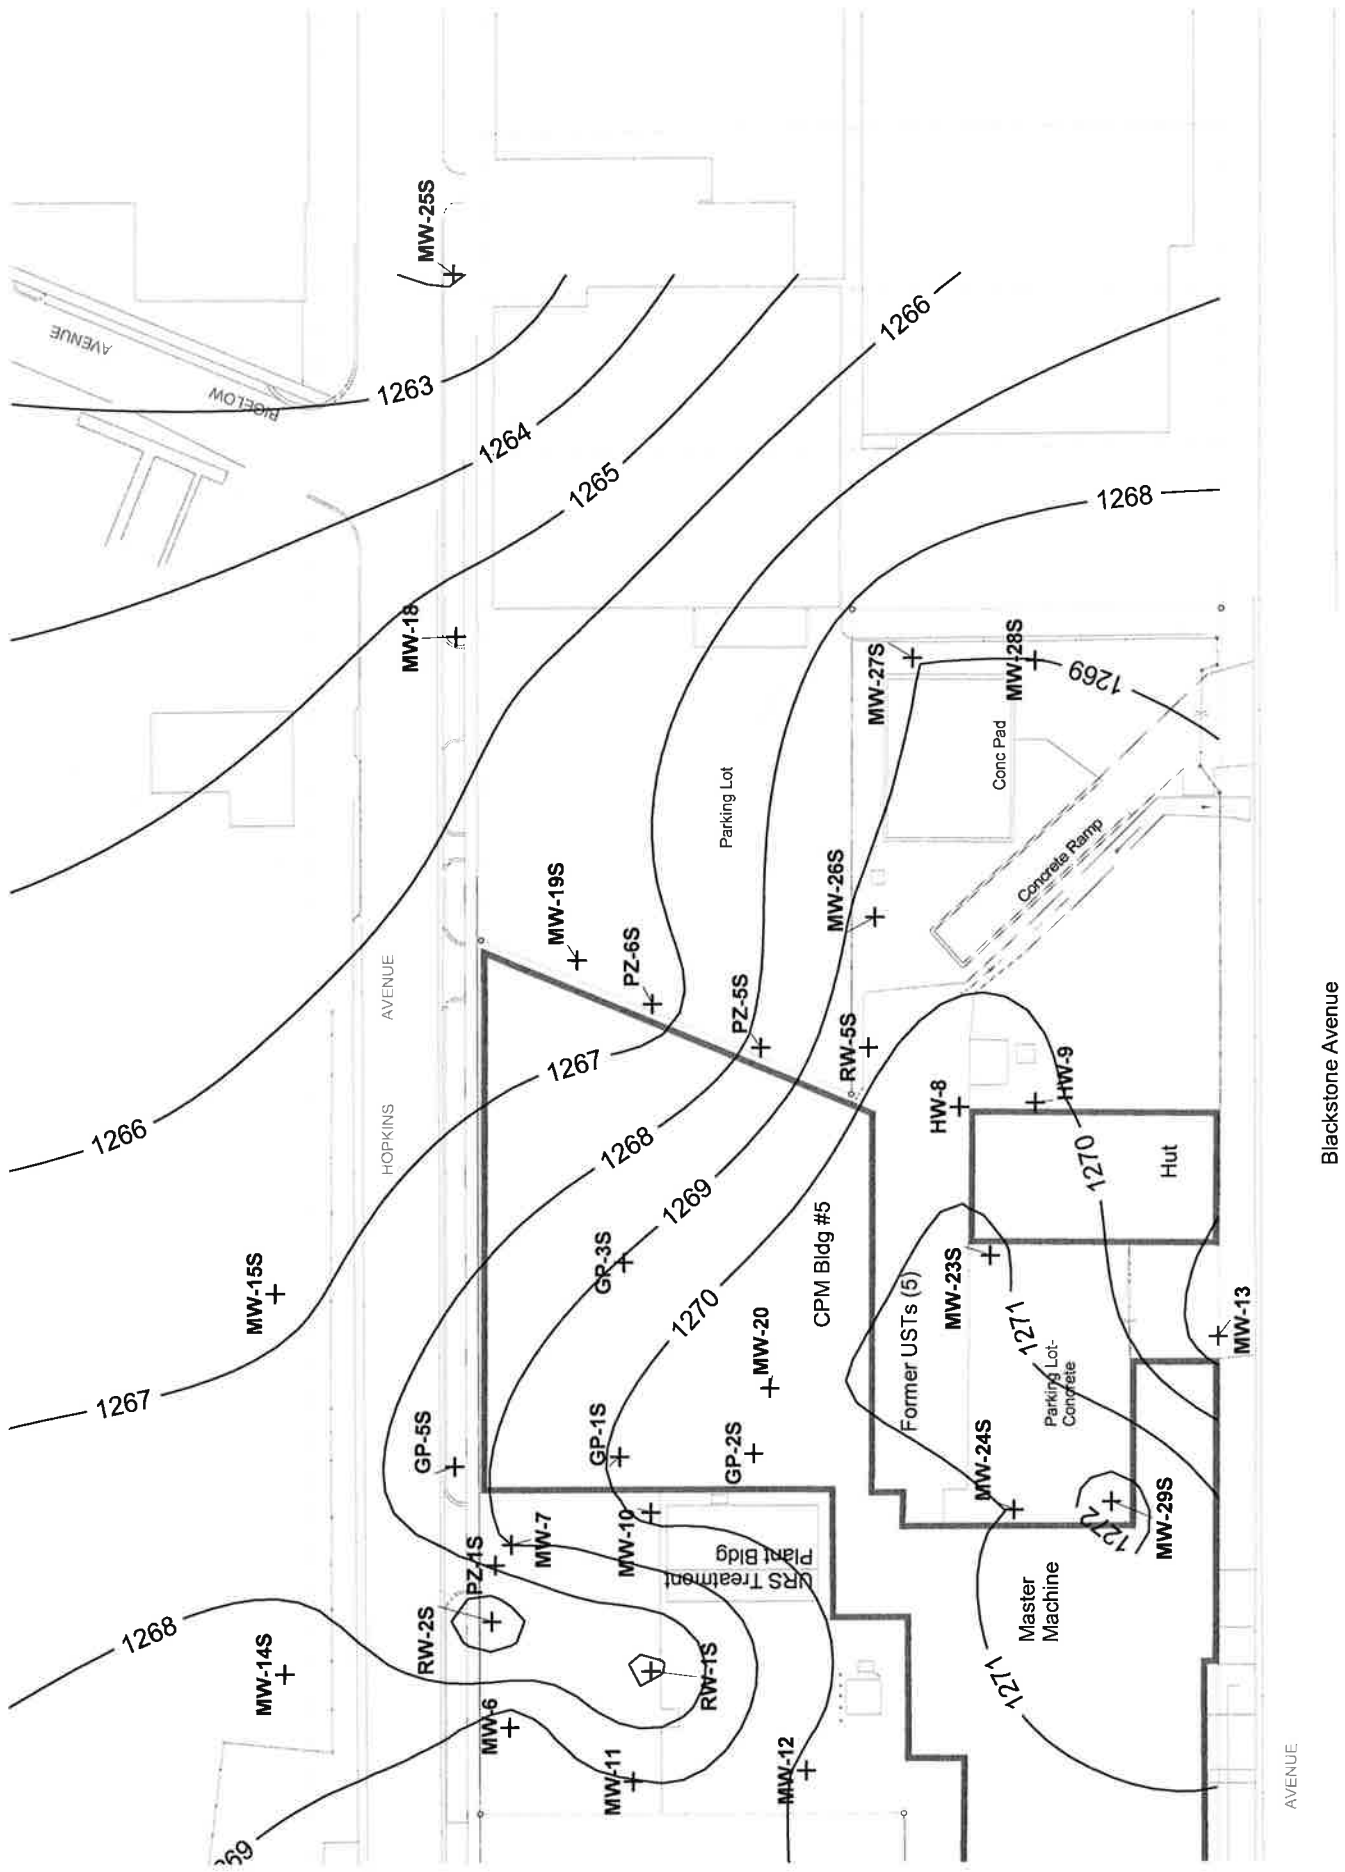 MW-25S
AVENUE
BIGELOW
1263
1264
1265
1266
1268
MW-18
MW-27S
MW-28S
1269
Conc Pad
Parking Lot
Concrete Ramp
MW-26S
MW-19S
PZ-6S
PZ-5S
RW-5S
AVENUE
HOPKINS
1267
1266
1268
1269
1270
HW-8
HW-9
1270
Hut
Blackstone Avenue
MW-15S
GP-3S
CPM Bldg #5
MW-20
Former USTs (5)
MW-23S
1271
Parking Lot-
Concrete
MW-13
1267
GP-5S
GP-1S
GP-2S
MW-24S
1272
MW-29S
MW-7
MW-10
PZ-1S
URS Treatment
Plant Bldg
Master
Machine
1268
MW-14S
RW-2S
RW-1S
MW-6
MW-11
MW-12
1271
AVENUE
69